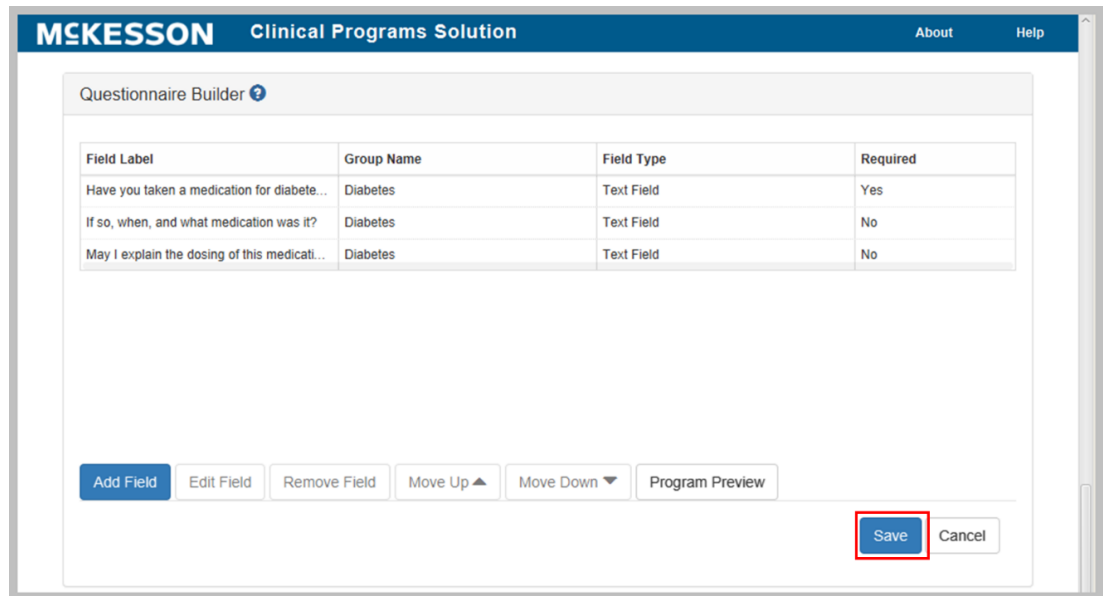 MCKESSON Clinical Programs Solution About Help
Questionnaire Builder ?
Field Label Group Name Field Type Required
Have you taken a medication for diabete... Diabetes Text Field Yes
If so, when, and what medication was it? Diabetes Text Field No
May I explain the dosing of this medicati... Diabetes Text Field No
Add Field Edit Field Remove Field Move Up Move Down Program Preview
Save Cancel